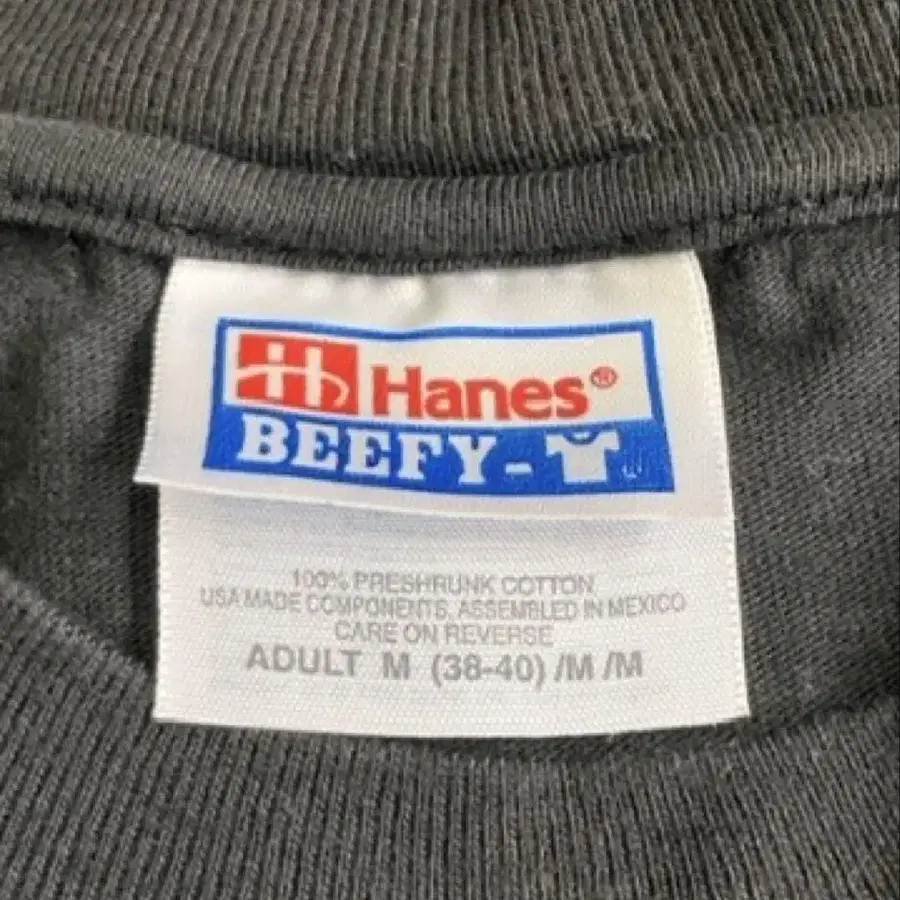 Hanes®
BEEFY-T
100% PRESHRUNK COTTON
USA MADE COMPONENTS, ASSEMBLED IN MEXICO
CARE ON REVERSE
ADULT M (38-40) /M /M